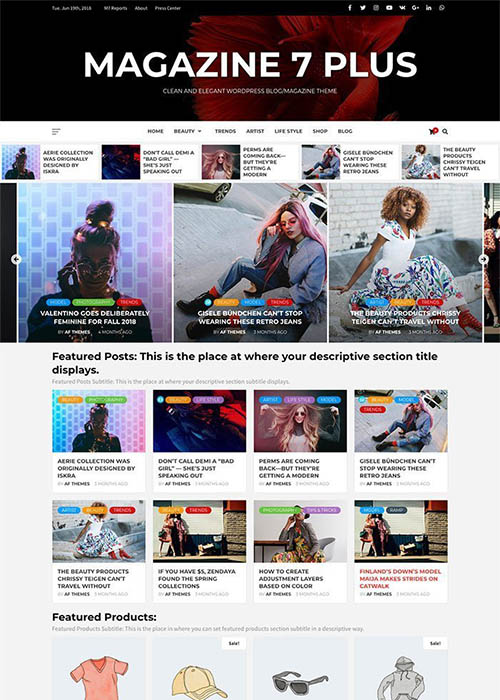 Tue. Jun 19th, 2018 M7 Reports About Press Center
MAGAZINE 7 PLUS
CLEAN AND ELEGANT WORDPRESS BLOG/MAGAZINE THEME
HOME BEAUTY TRENDS ARTIST LIFE STYLE SHOP BLOG
AERIE COLLECTION
WAS ORIGINALLY
DESIGNED BY
ISKRA
DON'T CALL DEMI A
"BAD GIRL" —
SHE'S JUST
SPEAKING OUT
PERMS ARE
COMING BACK—
BUT THEY'RE
GETTING A
MODERN
GISELE BÜNDCHEN
CAN'T STOP
WEARING THESE
RETRO JEANS
THE BEAUTY
PRODUCTS
CHRISSY TEIGEN
CAN'T TRAVEL
WITHOUT
MODEL PHOTOGRAPHY TRENDS
VALENTINO GOES DELIBERATELY
FEMININE FOR FALL 2018
BY AF THEMES 4 MONTHS AGO
BEAUTY MODEL TRENDS
GISELE BÜNDCHEN CAN'T STOP
WEARING THESE RETRO JEANS
BY AF THEMES 3 MONTHS AGO
ARTIST BEAUTY TRENDS
THE BEAUTY PRODUCTS CHRISSY
TEIGEN CAN'T TRAVEL WITHOUT
BY AF THEMES 3 MONTHS AGO
Featured Posts: This is the place at where your descriptive section title
displays.
Featured Posts Subtitle: This is the place at where your descriptive section subtitle displays.
BEAUTY PHOTOGRAPHY
AERIE COLLECTION WAS
ORIGINALLY DESIGNED BY
ISKRA
BY AF THEMES 3 MONTHS AGO
BEAUTY LIFE STYLE
DON'T CALL DEMI A "BAD
GIRL" — SHE'S JUST
SPEAKING OUT
BY AF THEMES 3 MONTHS AGO
ARTIST LIFE STYLE MODEL
PERMS ARE COMING
BACK—BUT THEY'RE
GETTING A MODERN
BY AF THEMES 3 MONTHS AGO
BEAUTY MODEL
TRENDS
GISELE BÜNDCHEN CAN'T
STOP WEARING THESE
RETRO JEANS
BY AF THEMES 3 MONTHS AGO
ARTIST BEAUTY TRENDS
THE BEAUTY PRODUCTS
CHRISSY TEIGEN CAN'T
TRAVEL WITHOUT
BY AF THEMES 3 MONTHS AGO
BEAUTY TRENDS
IF YOU HAVE $5, ZENDAYA
FOUND THE SPRING
COLLECTIONS
BY AF THEMES 3 MONTHS AGO
PHOTOGRAPHY TIPS & TRICKS
HOW TO CREATE
ADJUSTMENT LAYERS
BASED ON COLOR
BY AF THEMES 3 MONTHS AGO
MODEL RAMP
FINLAND'S DOWN'S MODEL
MAIJA MAKES STRIDES ON
CATWALK
BY AF THEMES 3 MONTHS AGO
Featured Products:
Featured Products Subtitle: This is the place in where you can set featured products section subtitle in a descriptive way.
Sale!
Sale!